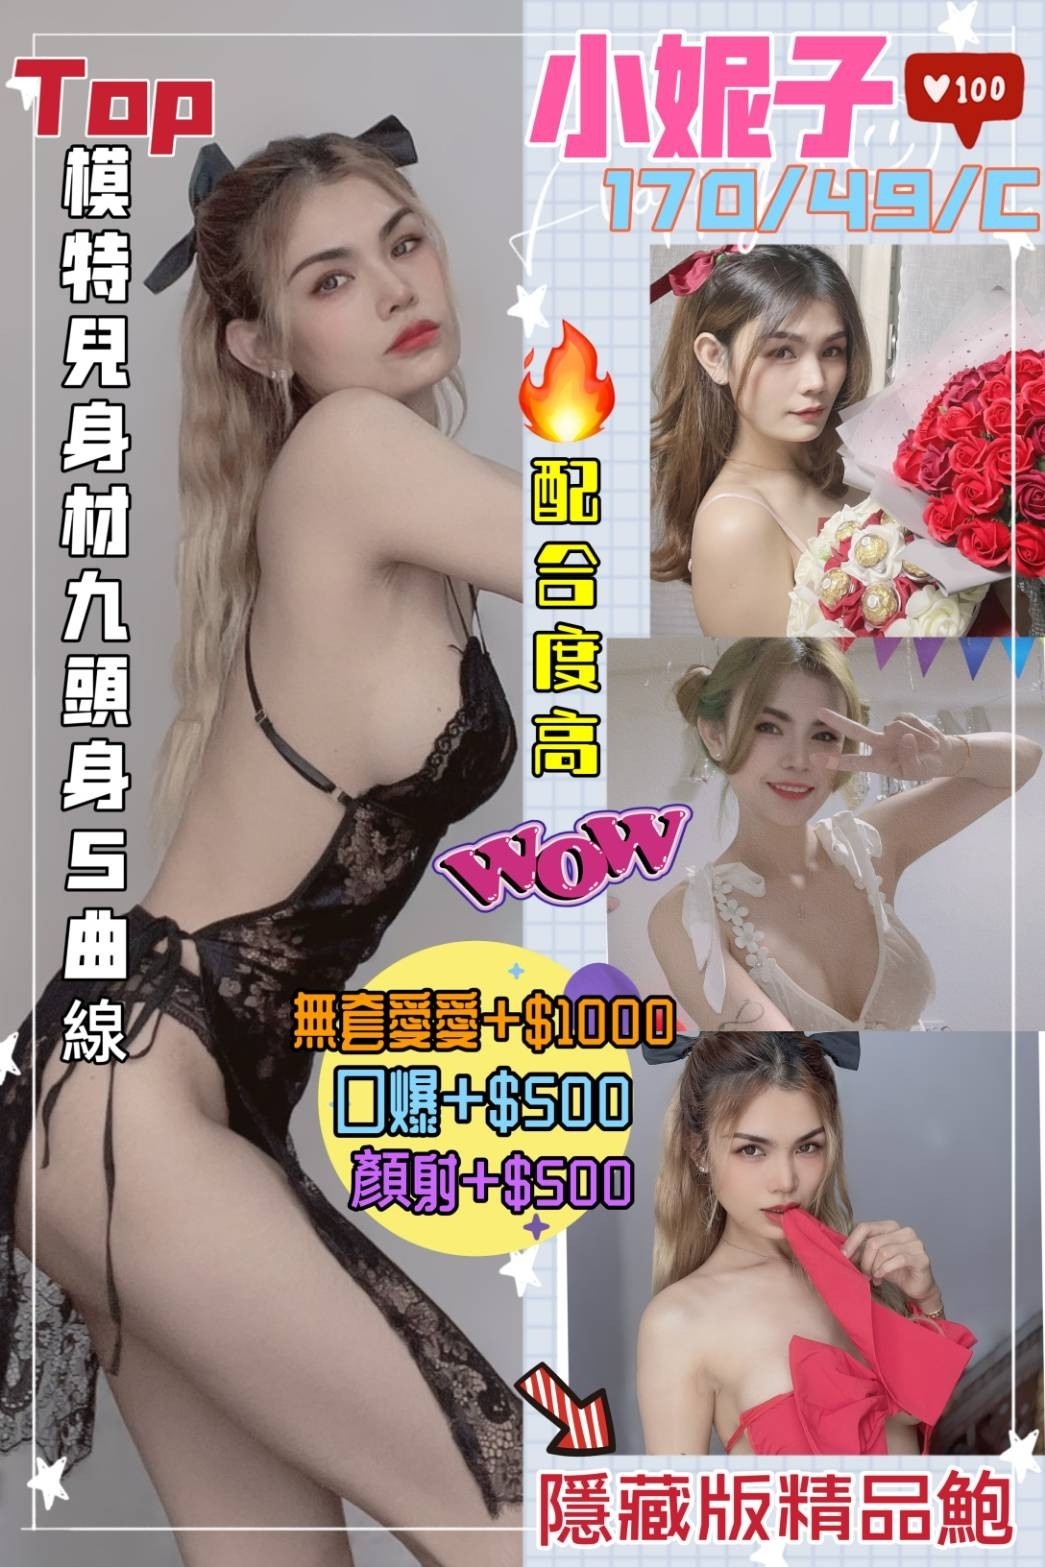 Top
模特兒身材九頭身S曲線
小妮子
100
170/49/C
配合度高
WOW
無套愛愛+$1000
口爆+$500
顏射+$500
隱藏版精品鮑